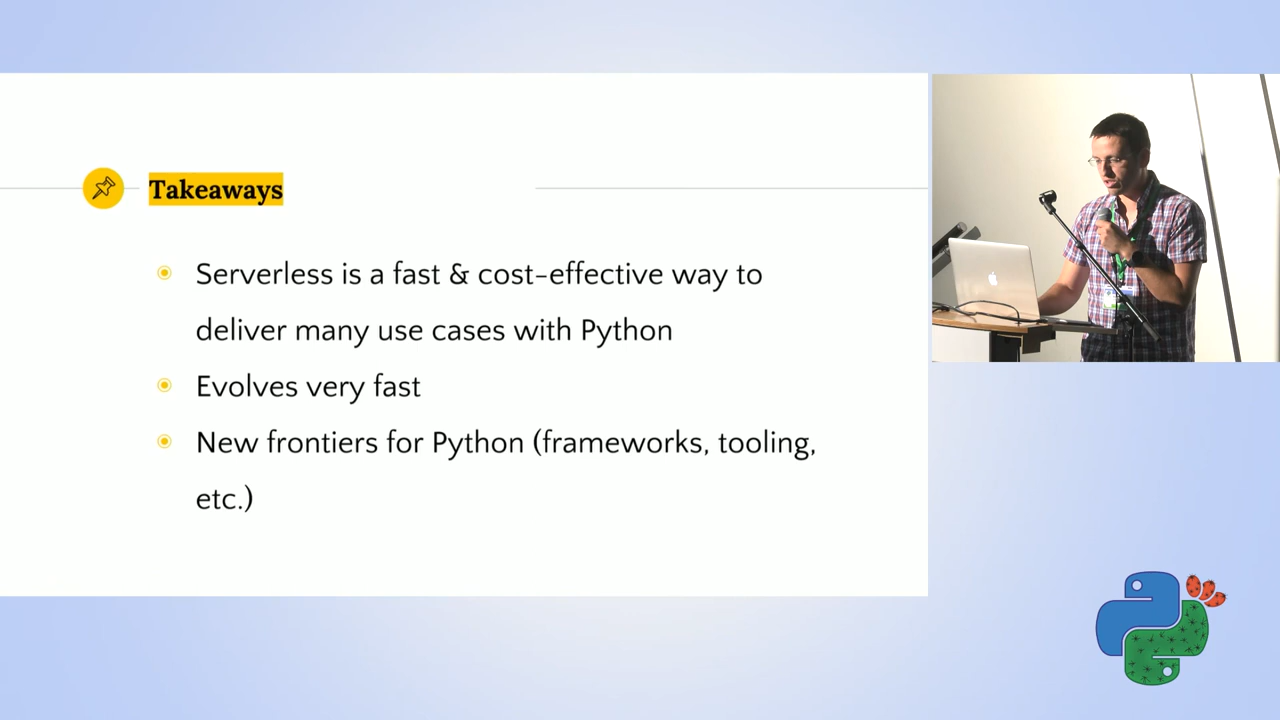 Takeaways
Serverless is a fast & cost-effective way to
deliver many use cases with Python
Evolves very fast
New frontiers for Python (frameworks, tooling,
etc.)